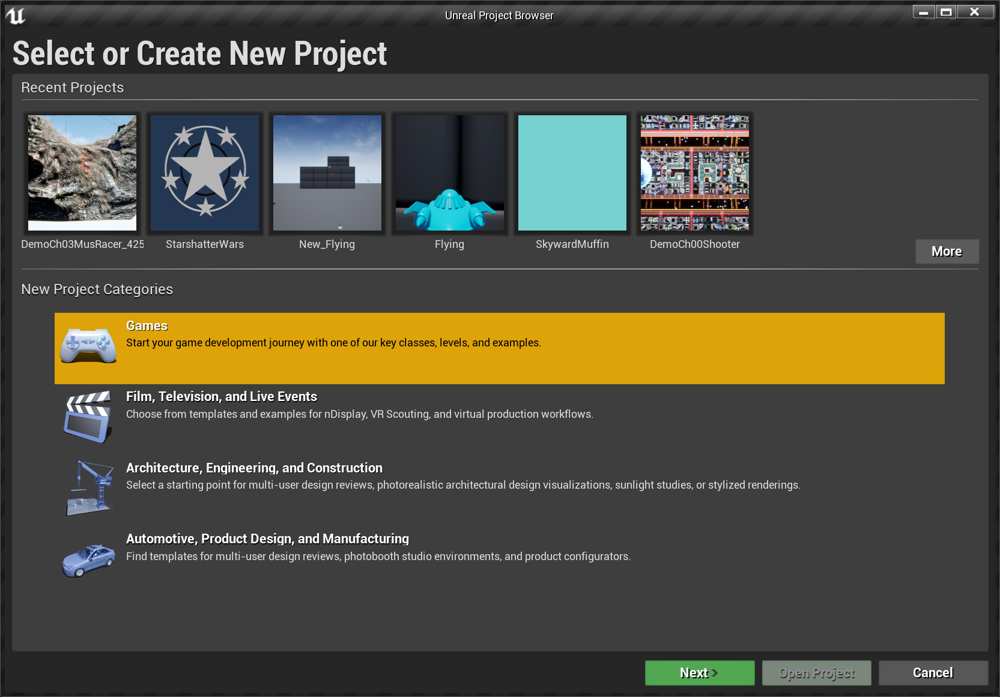 Unreal Project Browser
Select or Create New Project
Recent Projects
DemoCh03MusRacer_425
StarshatterWars
New_Flying
Flying
SkywardMuffin
DemoCh00Shooter
More
New Project Categories
Games
Start your game development journey with one of our key classes, levels, and examples.
Film, Television, and Live Events
Choose from templates and examples for nDisplay, VR Scouting, and virtual production workflows.
Architecture, Engineering, and Construction
Select a starting point for multi-user design reviews, photorealistic architectural design visualizations, sunlight studies, or stylized renderings.
Automotive, Product Design, and Manufacturing
Find templates for multi-user design reviews, photobooth studio environments, and product configurators.
Next
Open Project
Cancel